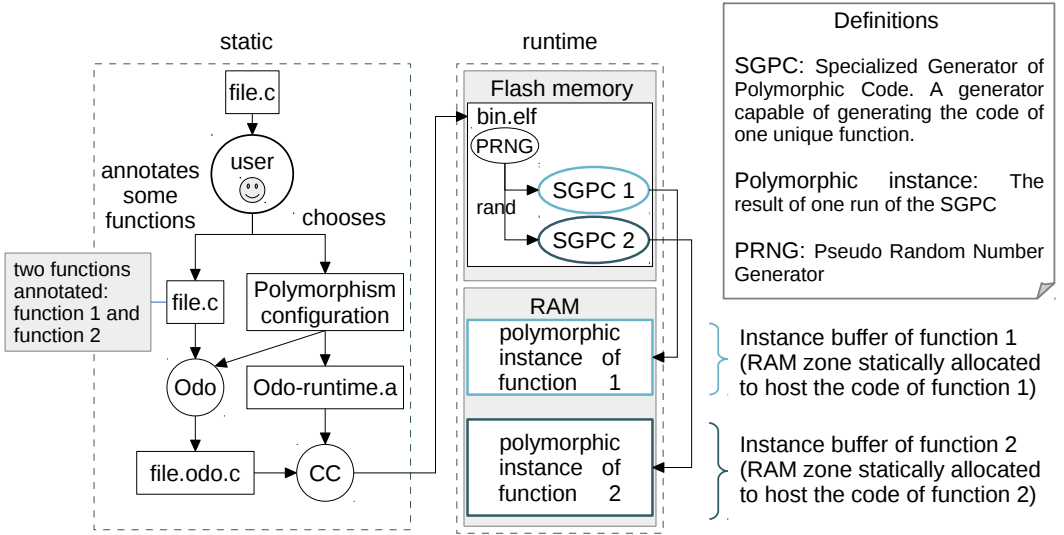 static
file.c
user
annotates
some
functions
chooses
two functions
annotated:
function 1 and
function 2
file.c
Polymorphism
configuration
Odo
Odo-runtime.a
file.odo.c
CC
runtime
Flash memory
bin.elf
PRNG
rand
SGPC 1
SGPC 2
RAM
polymorphic
instance of
function 1
polymorphic
instance of
function 2
Definitions
SGPC: Specialized Generator of
Polymorphic Code. A generator
capable of generating the code of
one unique function.
Polymorphic instance: The
result of one run of the SGPC
PRNG: Pseudo Random Number
Generator
Instance buffer of function 1
(RAM zone statically allocated
to host the code of function 1)
Instance buffer of function 2
(RAM zone statically allocated
to host the code of function 2)